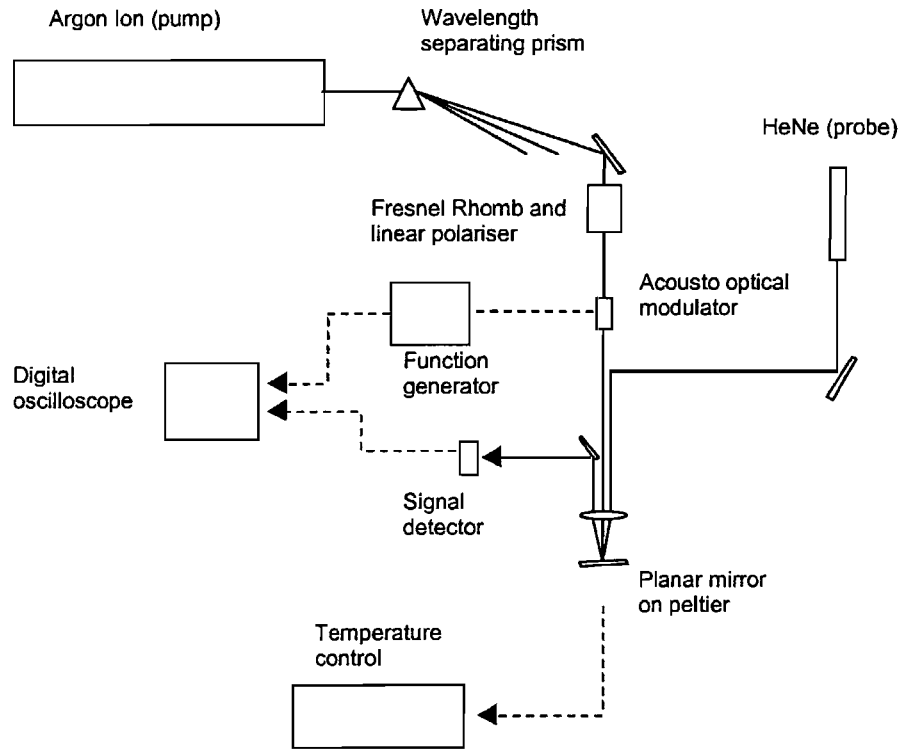 Argon Ion (pump)
Wavelength
separating prism
HeNe (probe)
Fresnel Rhomb and
linear polariser
Acousto optical
modulator
Function
generator
Digital
oscilloscope
Signal
detector
Planar mirror
on peltier
Temperature
control